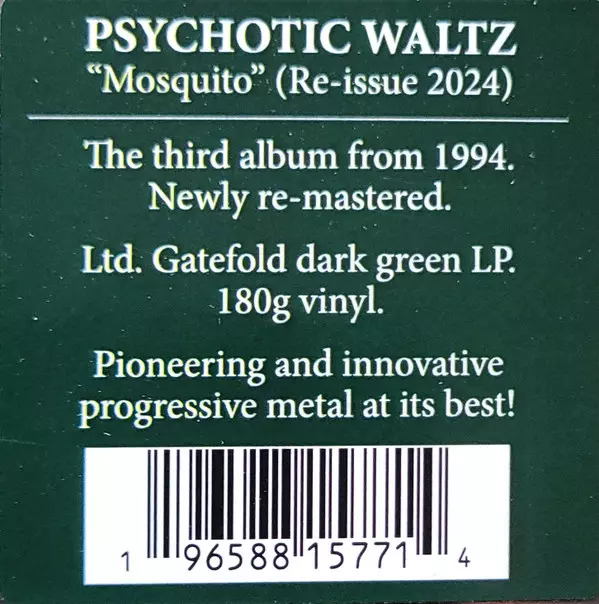 PSYCHOTIC WALTZ
“Mosquito” (Re-issue 2024)
The third album from 1994.
Newly re-mastered.
Ltd. Gatefold dark green LP.
180g vinyl.
Pioneering and innovative
progressive metal at its best!
1 96588 15771 4